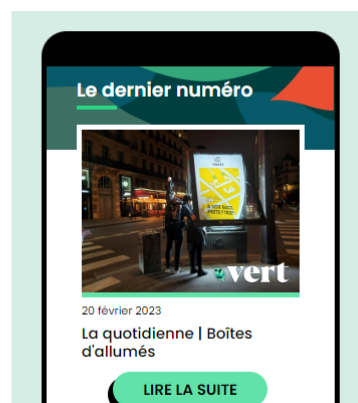 Le dernier numéro
vert
20 février 2023
La quotidienne | Boîtes
d'allumés
LIRE LA SUITE